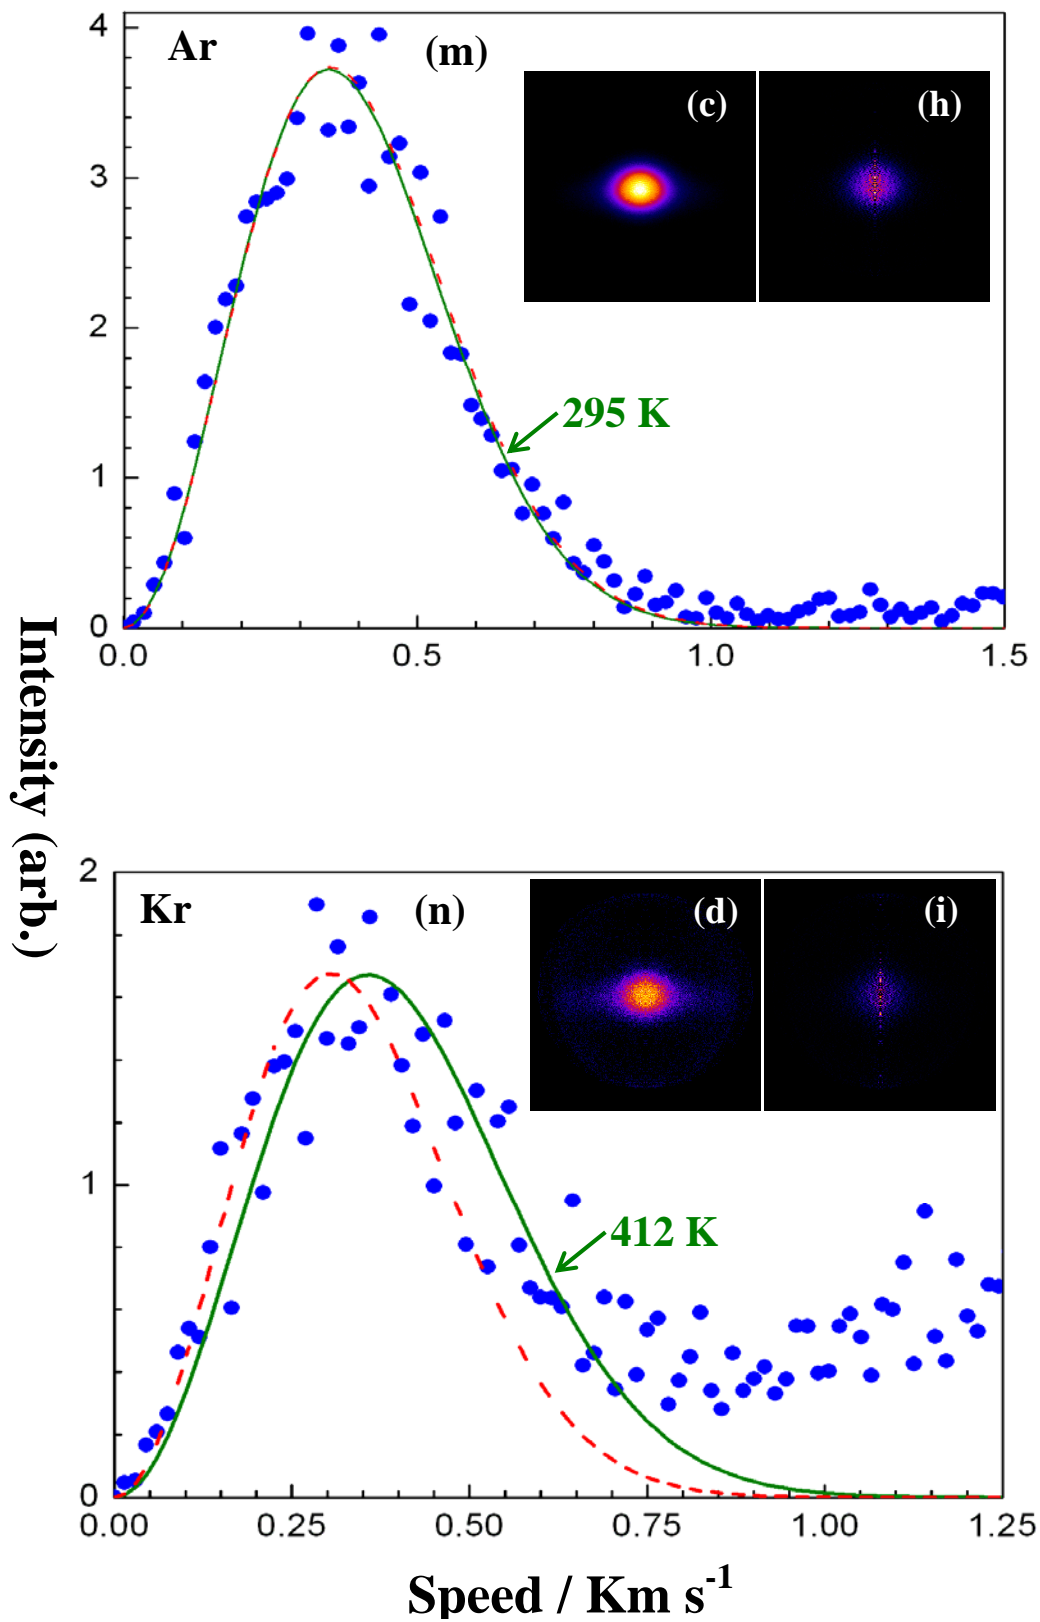 4
Ar
(m)
(c)
(h)
3
2
295 K
1
0
0.0
0.5
1.0
1.5
Intensity (arb.)
2
Kr
(n)
(d)
(i)
1
412 K
0
0.00
0.25
0.50
0.75
1.00
1.25
Speed / Km s⁻¹